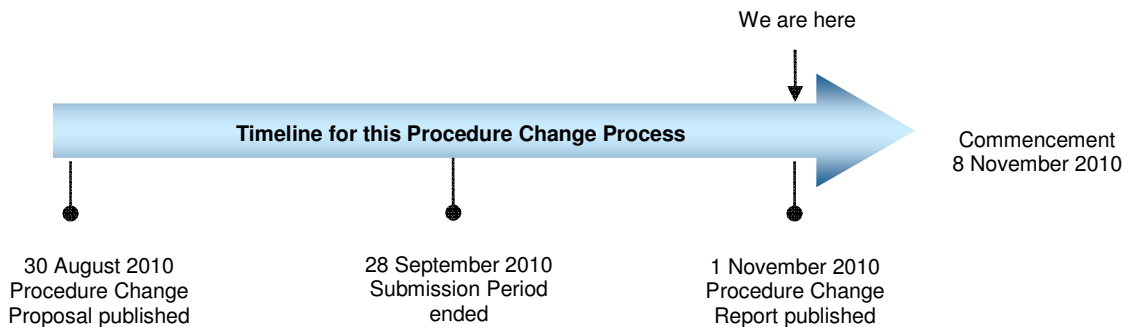 We are here
Timeline for this Procedure Change Process
Commencement
8 November 2010
30 August 2010
Procedure Change
Proposal published
28 September 2010
Submission Period
ended
1 November 2010
Procedure Change
Report published